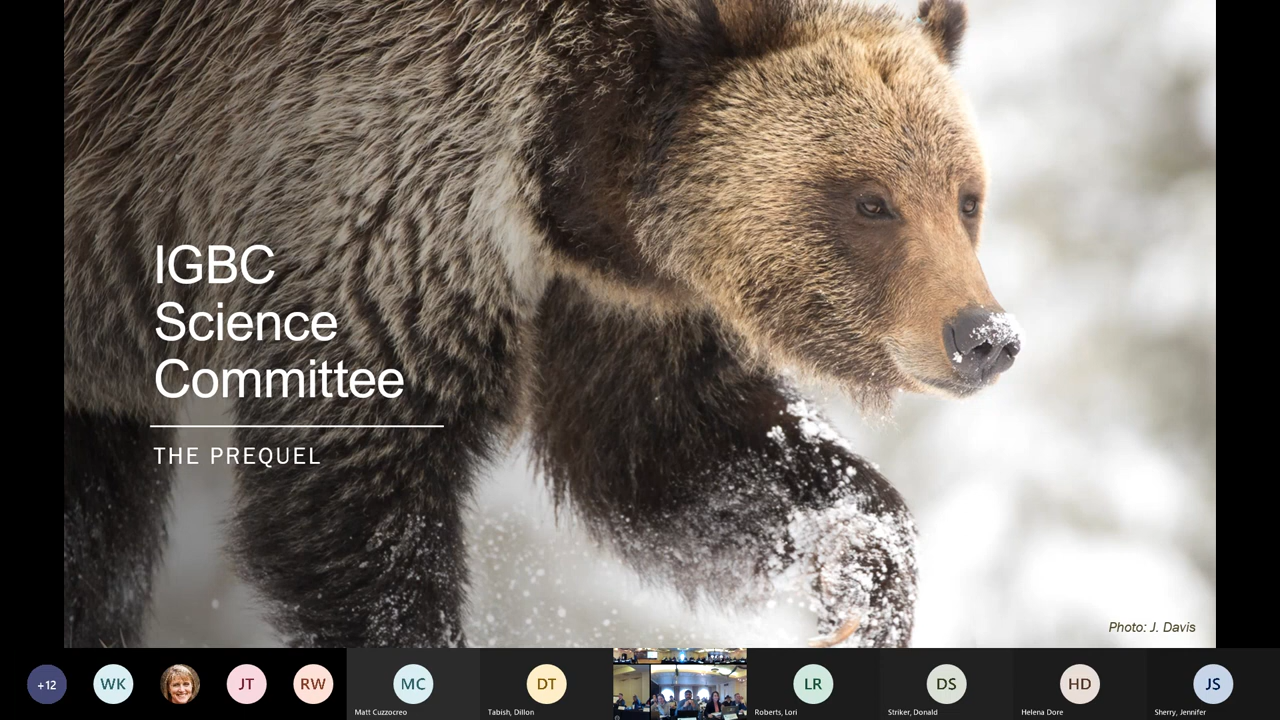 IGBC
Science
Committee
THE PREQUEL
Photo: J. Davis
+12
WK
JT
RW
MC
Matt Cuzzocreo
DT
Tabish, Dillon
LR
Roberts, Lori
DS
Striker, Donald
HD
Helena Dore
JS
Sherry, Jennifer